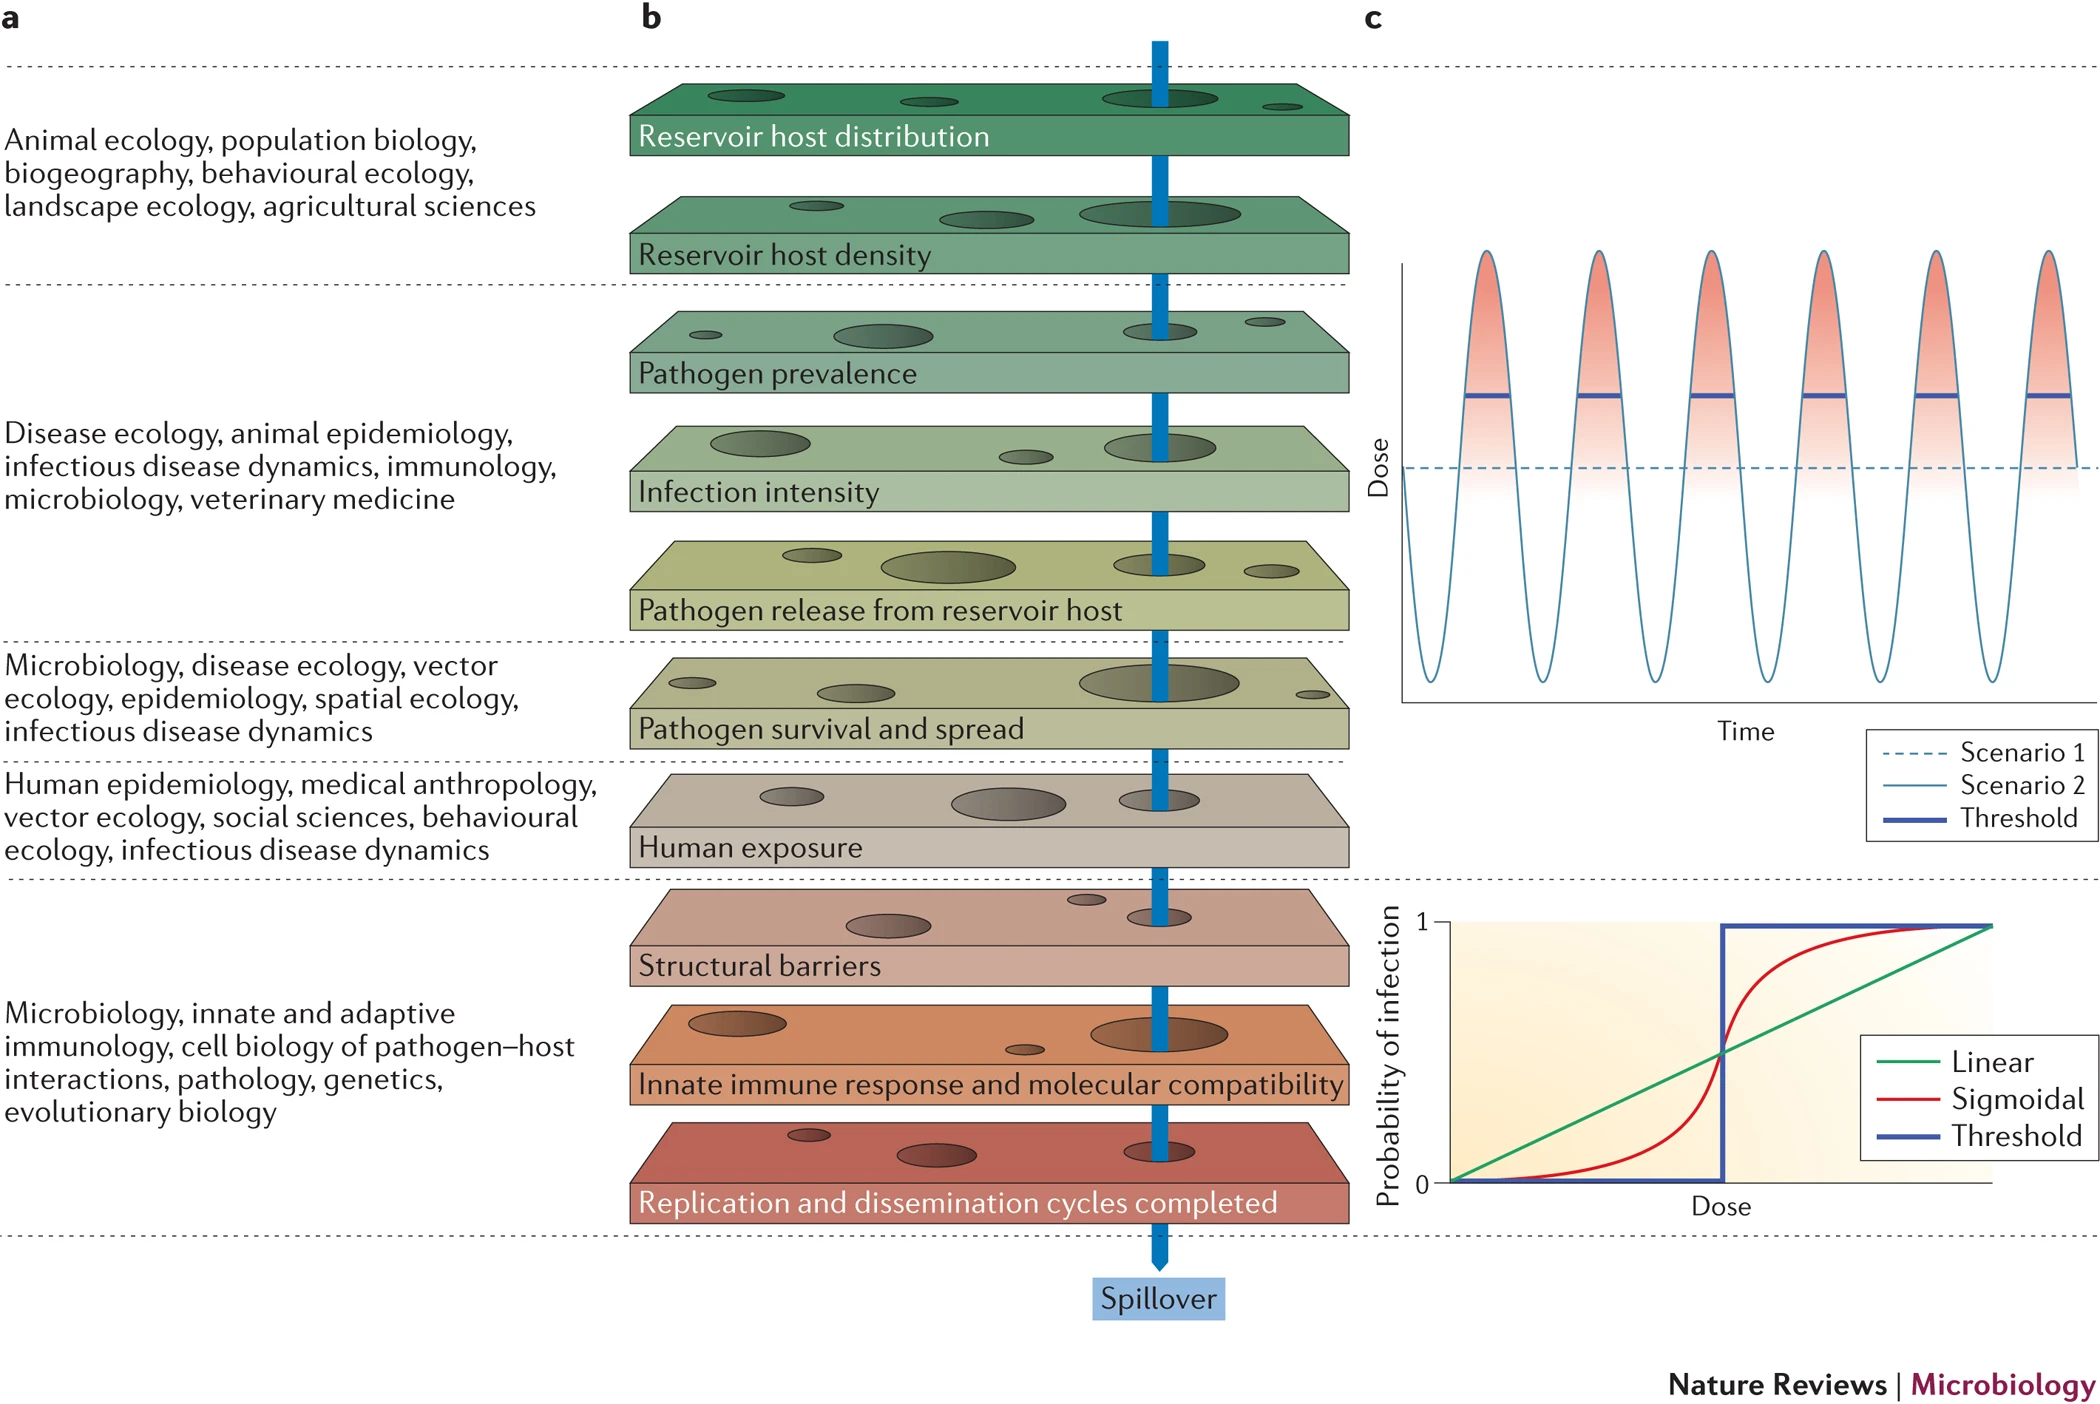 a
Animal ecology, population biology,
biogeography, behavioural ecology,
landscape ecology, agricultural sciences
Disease ecology, animal epidemiology,
infectious disease dynamics, immunology,
microbiology, veterinary medicine
Microbiology, disease ecology, vector
ecology, epidemiology, spatial ecology,
infectious disease dynamics
Human epidemiology, medical anthropology,
vector ecology, social sciences, behavioural
ecology, infectious disease dynamics
Microbiology, innate and adaptive
immunology, cell biology of pathogen–host
interactions, pathology, genetics,
evolutionary biology
b
Reservoir host distribution
Reservoir host density
Pathogen prevalence
Infection intensity
Pathogen release from reservoir host
Pathogen survival and spread
Human exposure
Structural barriers
Innate immune response and molecular compatibility
Replication and dissemination cycles completed
Spillover
c
Dose
Time
Scenario 1
Scenario 2
Threshold
Probability of infection
1
0
Dose
Linear
Sigmoidal
Threshold
Nature Reviews | Microbiology